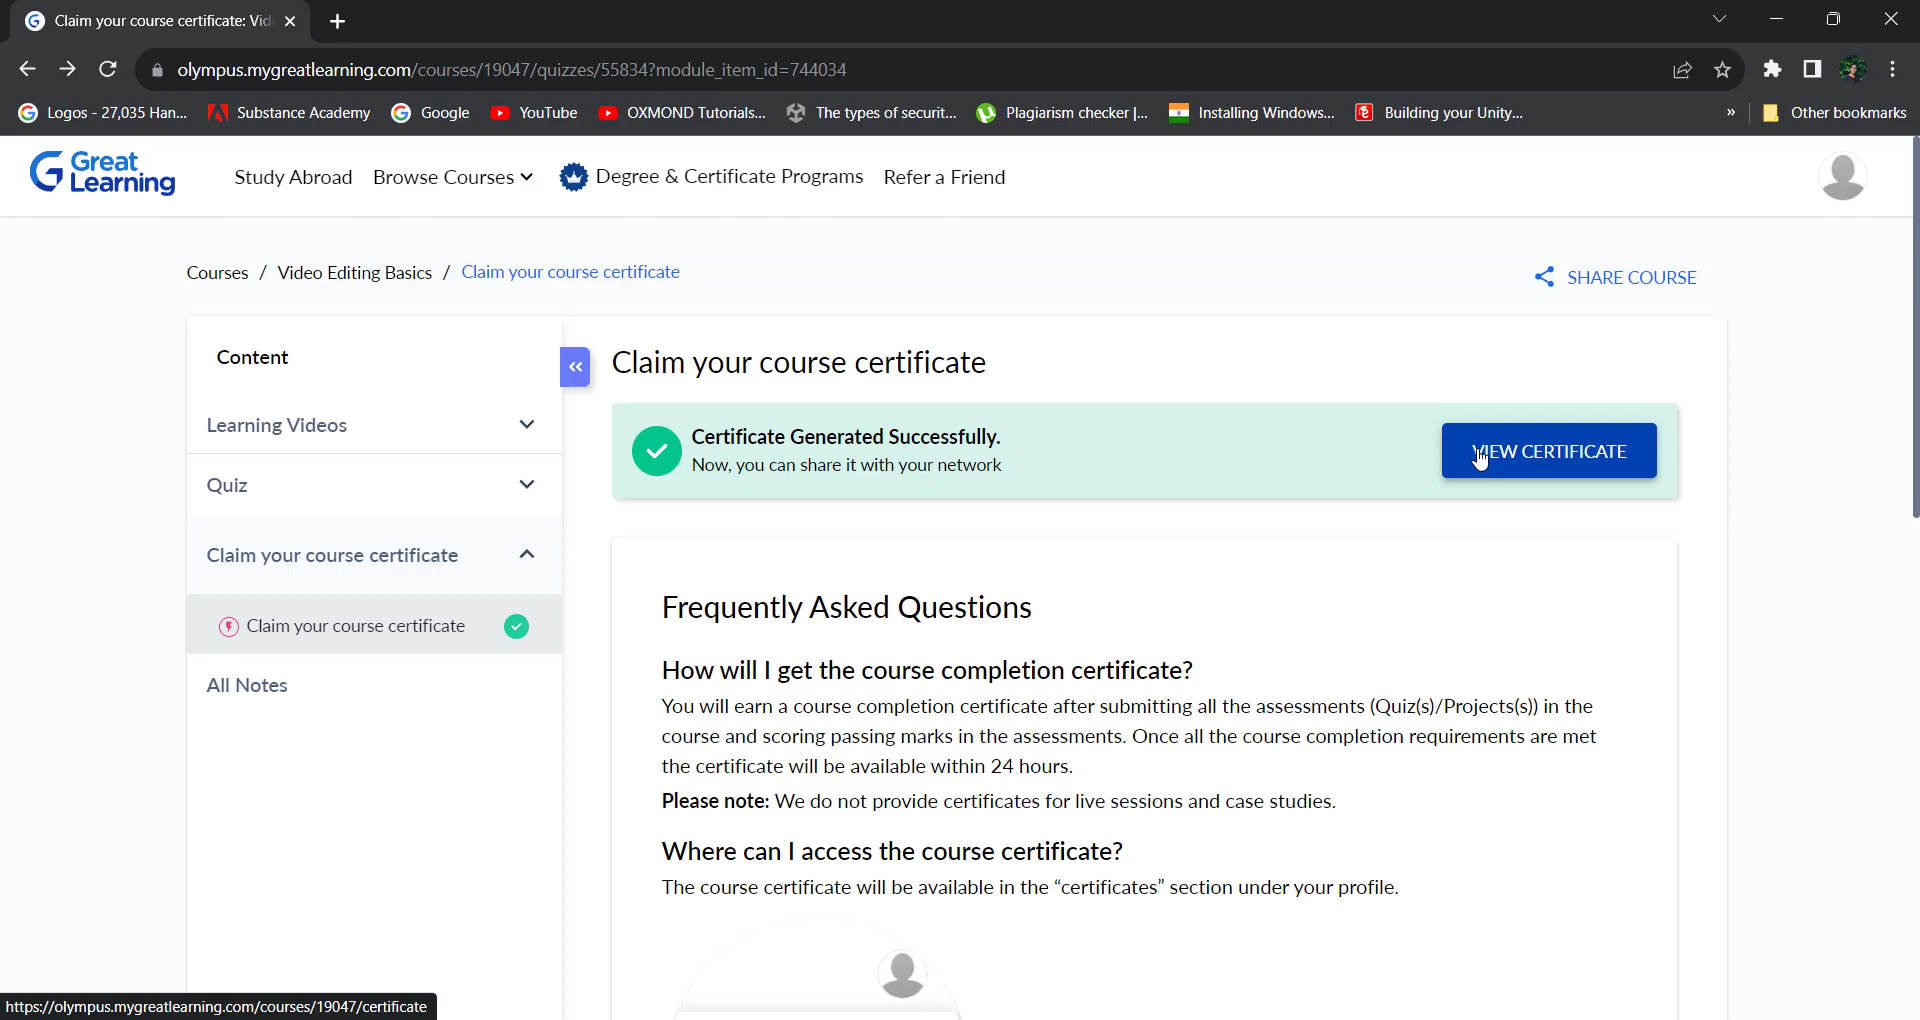 Claim your course certificate: Vid
olympus.mygreatlearning.com/courses/19047/quizzes/55834?module_item_id=744034
Logos - 27,035 Han...
Substance Academy
Google
YouTube
OXMOND Tutorials...
The types of securit...
Plagiarism checker |...
Installing Windows...
Building your Unity...
»
Other bookmarks
Great
Learning
Study Abroad
Browse Courses
Degree & Certificate Programs
Refer a Friend
Courses / Video Editing Basics / Claim your course certificate
SHARE COURSE
Content
Learning Videos
Quiz
Claim your course certificate
Claim your course certificate
All Notes
Claim your course certificate
Certificate Generated Successfully.
Now, you can share it with your network
VIEW CERTIFICATE
Frequently Asked Questions
How will I get the course completion certificate?
You will earn a course completion certificate after submitting all the assessments (Quiz(s)/Projects(s)) in the
course and scoring passing marks in the assessments. Once all the course completion requirements are met
the certificate will be available within 24 hours.
Please note: We do not provide certificates for live sessions and case studies.
Where can I access the course certificate?
The course certificate will be available in the “certificates” section under your profile.
https://olympus.mygreatlearning.com/courses/19047/certificate